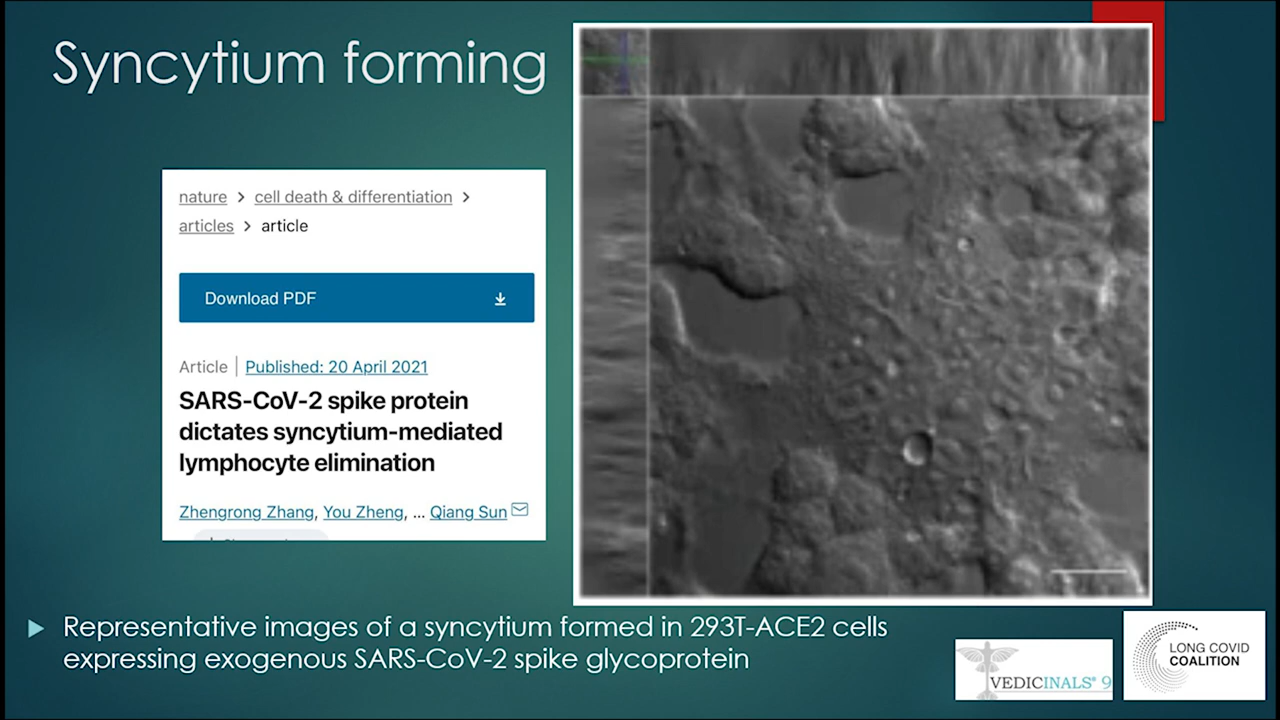 Syncytium forming
nature > cell death & differentiation >
articles > article
Download PDF
Article | Published: 20 April 2021
SARS-CoV-2 spike protein
dictates syncytium-mediated
lymphocyte elimination
Zhengrong Zhang, You Zheng, ... Qiang Sun
Representative images of a syncytium formed in 293T-ACE2 cells
expressing exogenous SARS-CoV-2 spike glycoprotein
VEDICINALS® 9
LONG COVID
COALITION